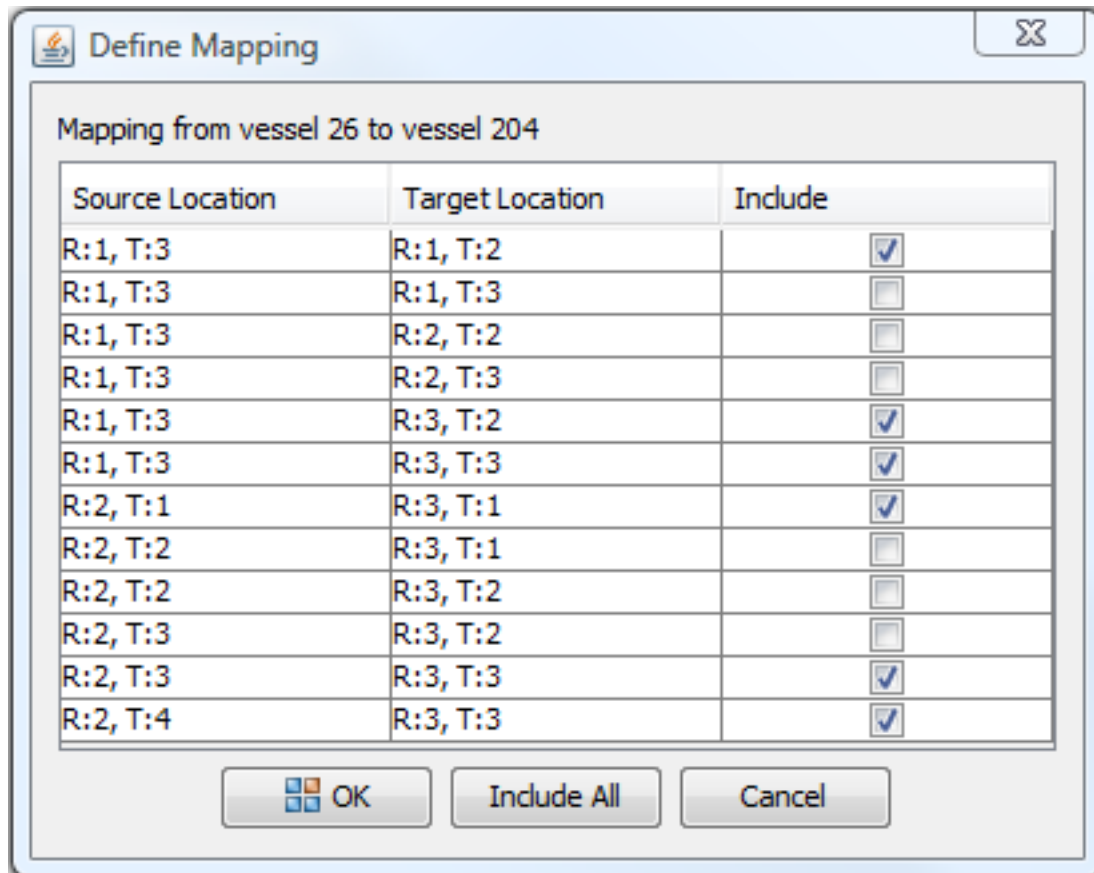 Define Mapping
Mapping from vessel 26 to vessel 204
Source Location Target Location Include
R:1, T:3 R:1, T:2
R:1, T:3 R:1, T:3
R:1, T:3 R:2, T:2
R:1, T:3 R:2, T:3
R:1, T:3 R:3, T:2
R:1, T:3 R:3, T:3
R:2, T:1 R:3, T:1
R:2, T:2 R:3, T:1
R:2, T:2 R:3, T:2
R:2, T:3 R:3, T:2
R:2, T:3 R:3, T:3
R:2, T:4 R:3, T:3
OK Include All Cancel